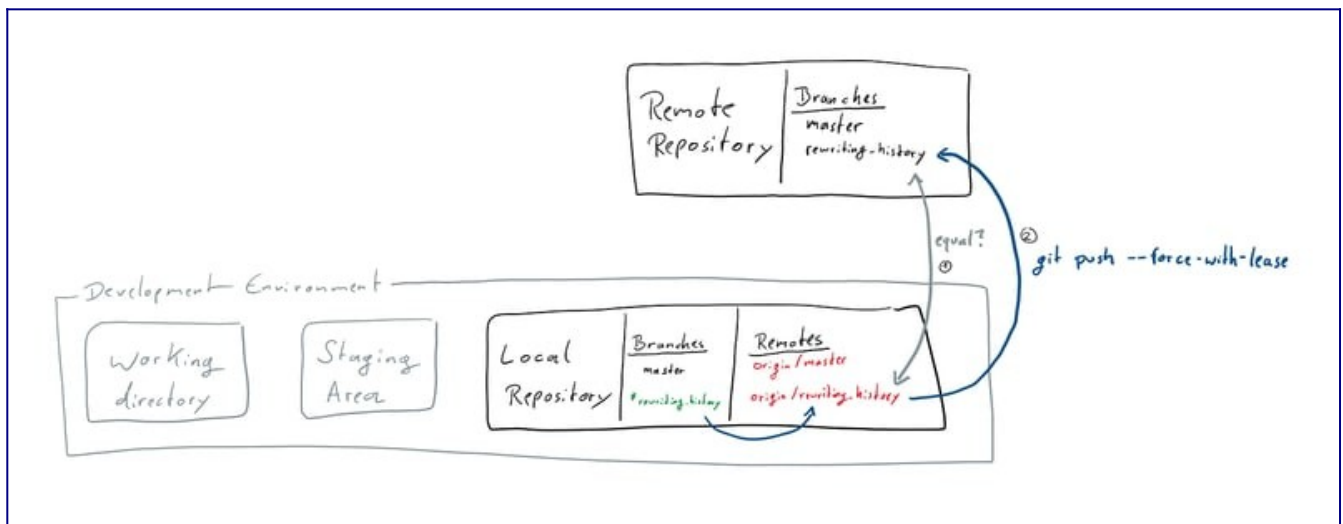 Remote
Repository
Branches
master
rewriting-history
equal?
①
②
git push --force-with-lease
Development Environment
Working
directory
Staging
Area
Local
Repository
Branches
master
*rewriting-history
Remotes
origin/master
origin/rewriting-history